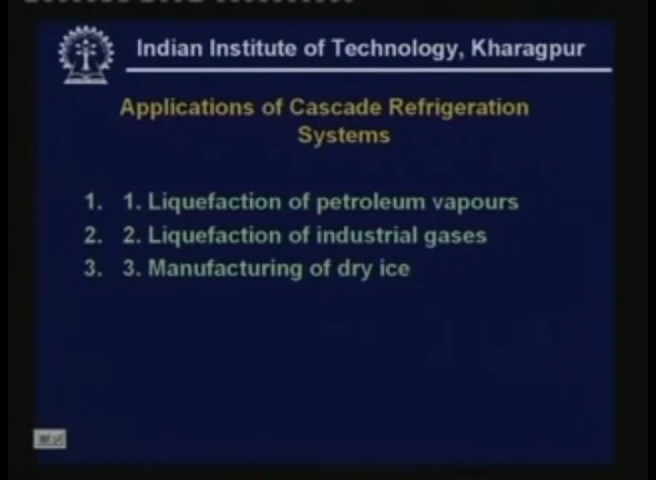 Indian Institute of Technology, Kharagpur
Applications of Cascade Refrigeration
Systems
1. 1. Liquefaction of petroleum vapours
2. 2. Liquefaction of industrial gases
3. 3. Manufacturing of dry ice